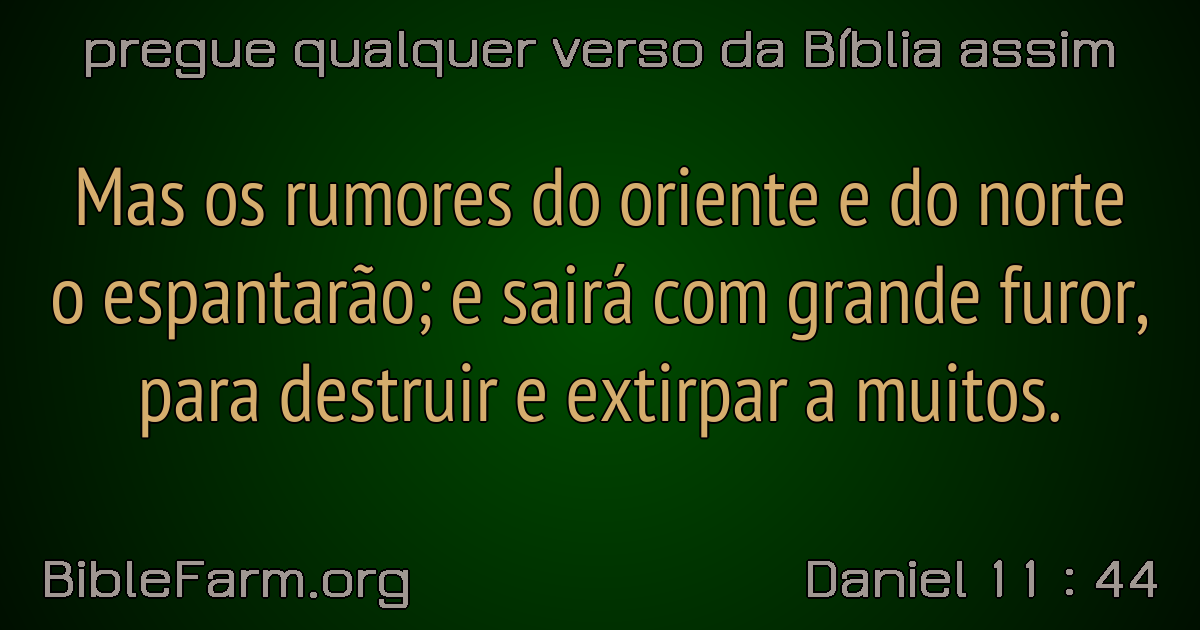 pregue qualquer verso da Bíblia assim
Mas os rumores do oriente e do norte
o espantarão; e sairá com grande furor,
para destruir e extirpar a muitos.
BibleFarm.org
Daniel 11 : 44